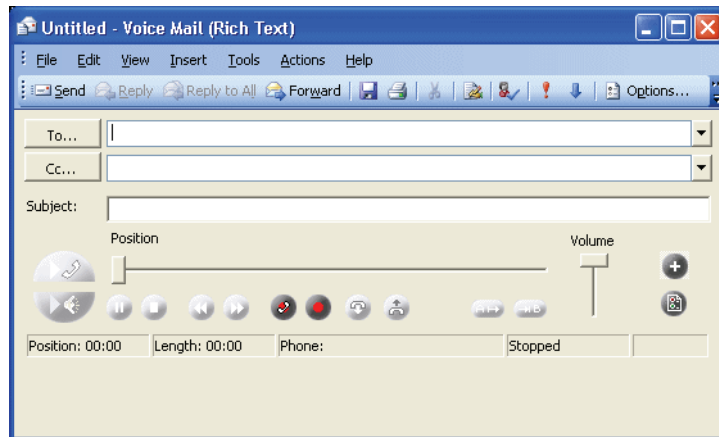 Untitled - Voice Mail (Rich Text)
File Edit View Insert Tools Actions Help
Send Reply Reply to All Forward Options...
To...
Cc...
Subject:
Position Volume
Position: 00:00 Length: 00:00 Phone: Stopped